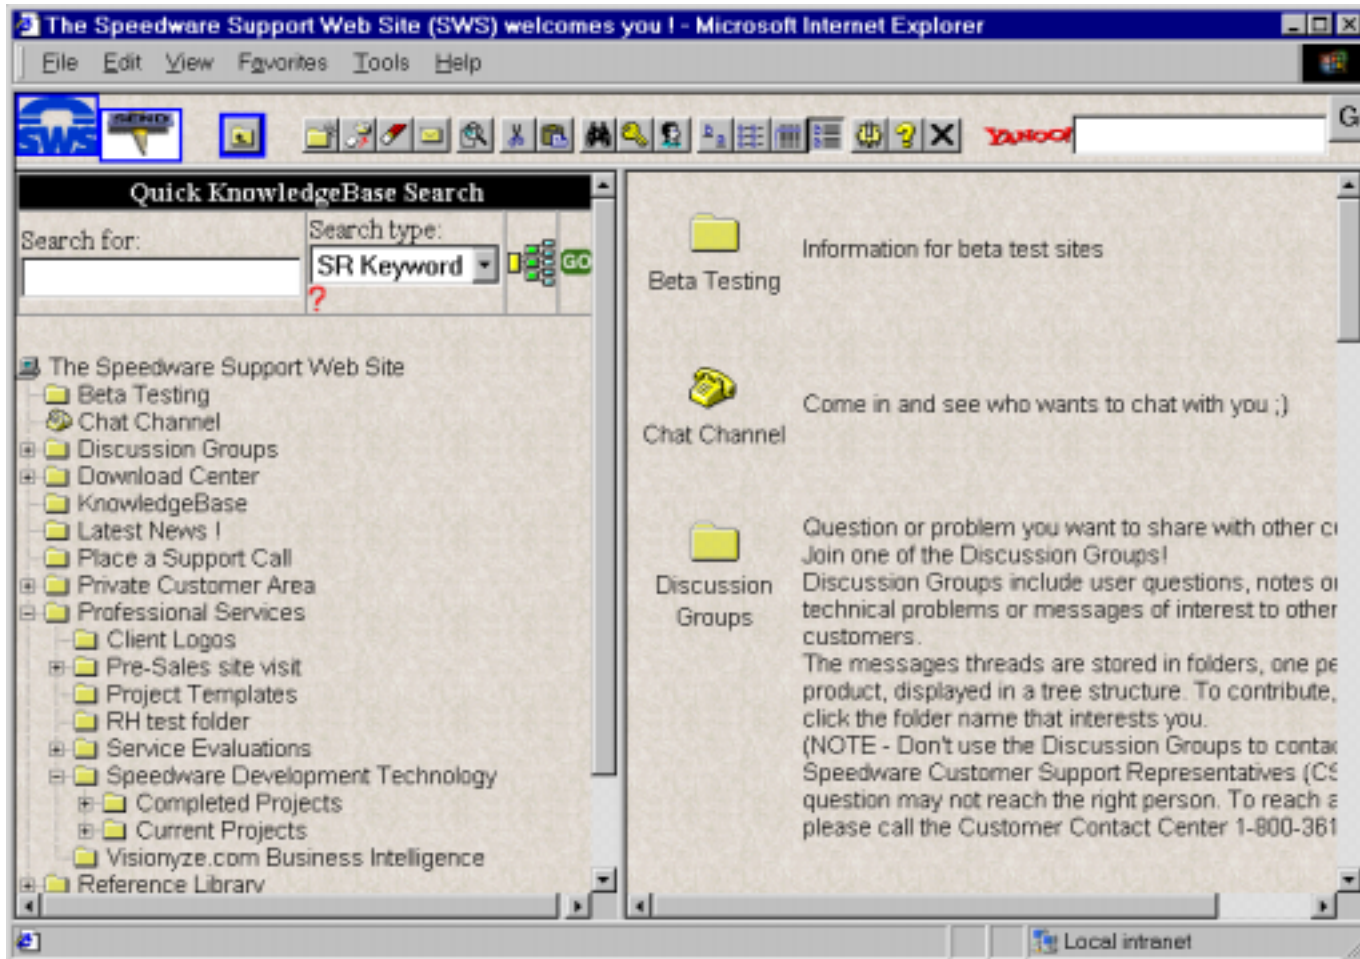 The Speedware Support Web Site (SWS) welcomes you ! - Microsoft Internet Explorer
File Edit View Favorites Tools Help
SWS SEND YAHOO! G
Quick KnowledgeBase Search
Search for:
Search type:
SR Keyword
GO
?
The Speedware Support Web Site
Beta Testing
Chat Channel
Discussion Groups
Download Center
KnowledgeBase
Latest News !
Place a Support Call
Private Customer Area
Professional Services
Client Logos
Pre-Sales site visit
Project Templates
RH test folder
Service Evaluations
Speedware Development Technology
Completed Projects
Current Projects
Visionyze.com Business Intelligence
Reference Library
Beta Testing
Information for beta test sites
Chat Channel
Come in and see who wants to chat with you ;)
Discussion
Groups
Question or problem you want to share with other
Join one of the Discussion Groups!
Discussion Groups include user questions, notes
technical problems or messages of interest to other
customers.
The messages threads are stored in folders, one pe
product, displayed in a tree structure. To contribute,
click the folder name that interests you.
(NOTE - Don't use the Discussion Groups to contac
Speedware Customer Support Representatives (CS
question may not reach the right person. To reach a
please call the Customer Contact Center 1-800-361
Local intranet